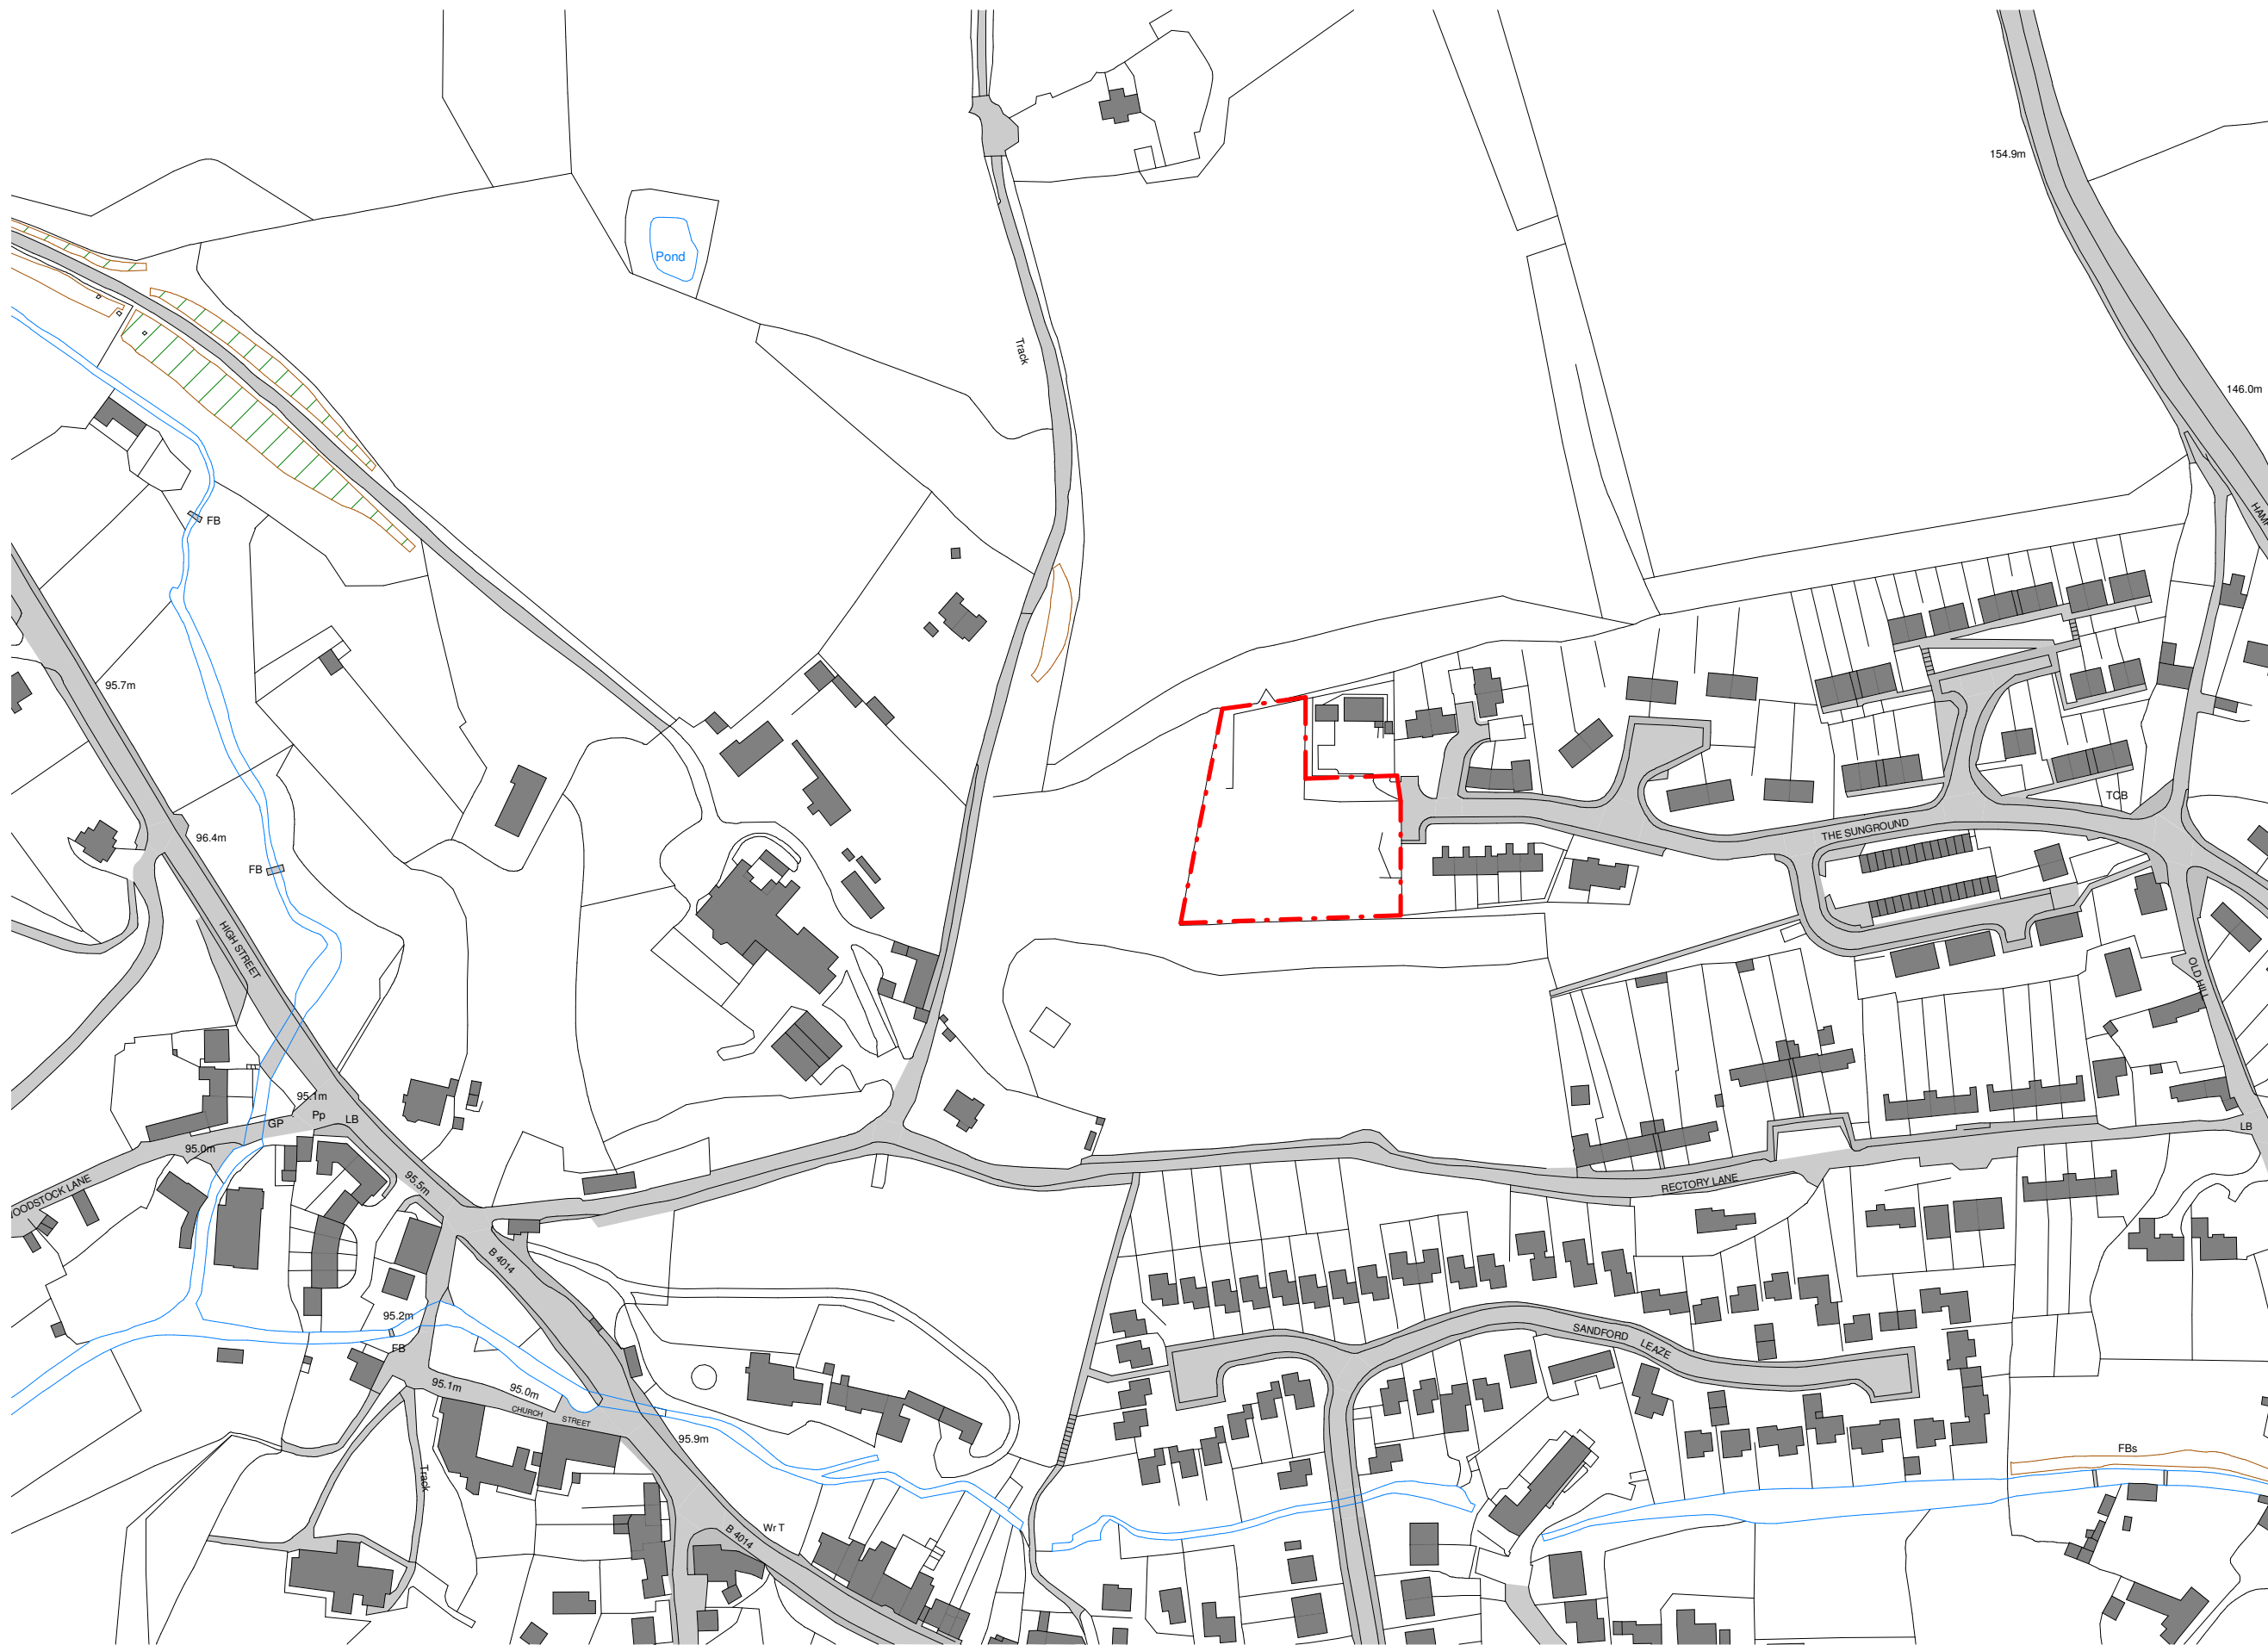 154.9m
Pond
Track
146.0m
FB
95.7m
TCB
THE SUNGROUND
96.4m
FB
HIGH STREET
OLD HILL
95.1m
Pp
LB
GP
LB
95.0m
95.5m
RECTORY LANE
OODSTOCK LANE
B 4014
95.2m
SANDFORD LEAZE
FB
95.1m
95.0m
CHURCH STREET
95.9m
FBs
Track
Wr T
B 4014